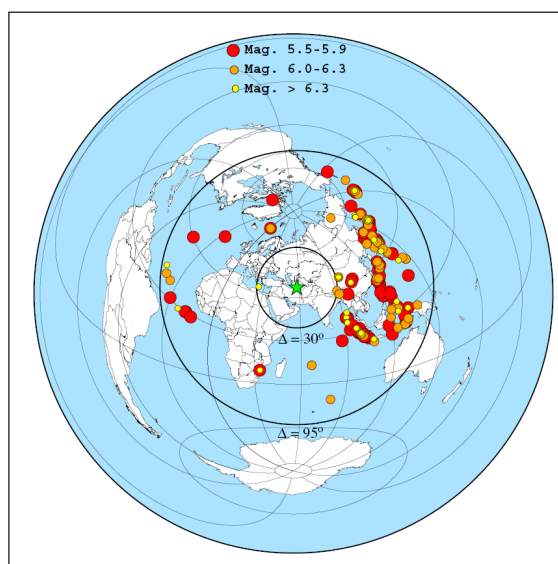 Mag. 5.5-5.9
Mag. 6.0-6.3
Mag. > 6.3
Δ = 30º
Δ = 95º